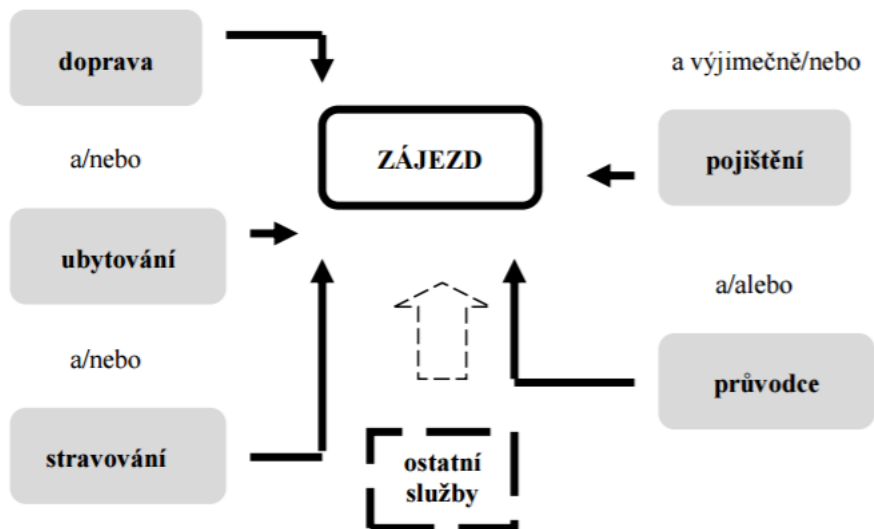 doprava
a výjimečně/nebo
a/nebo
ZÁJEZD
pojištění
ubytování
a/alebo
a/nebo
průvodce
stravování
ostatní
služby